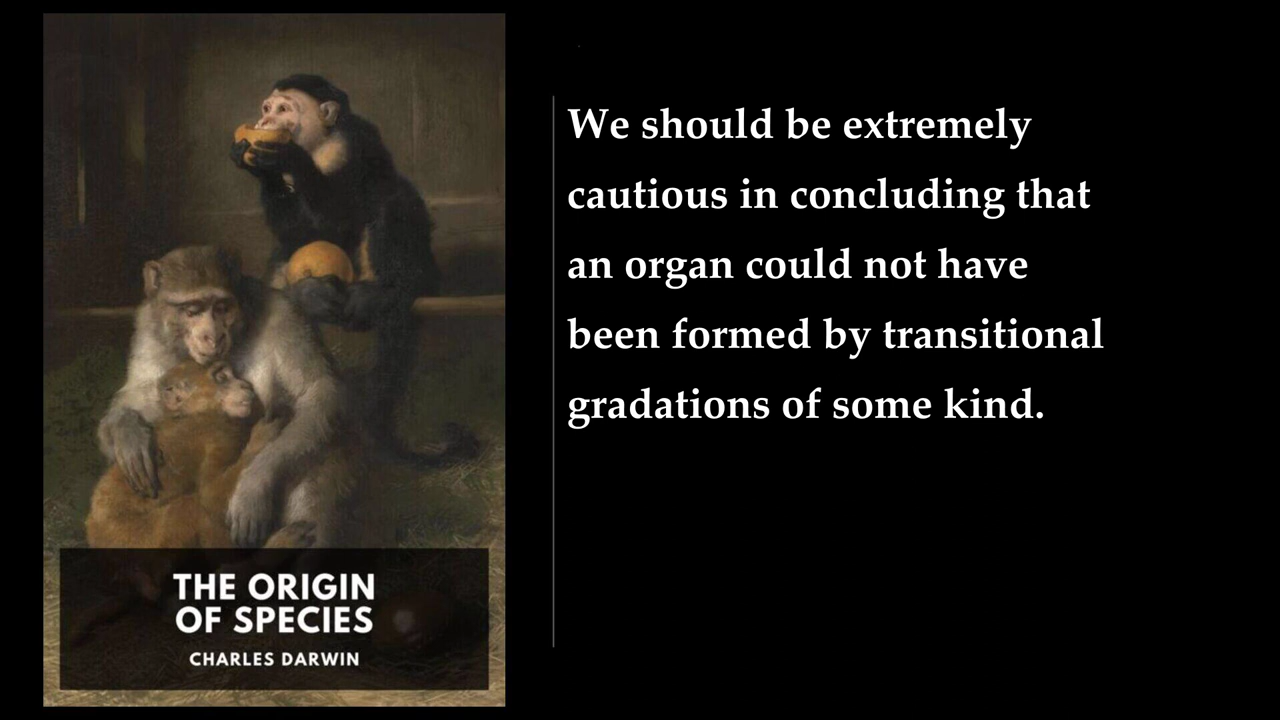 THE ORIGIN
OF SPECIES
CHARLES DARWIN
We should be extremely
cautious in concluding that
an organ could not have
been formed by transitional
gradations of some kind.